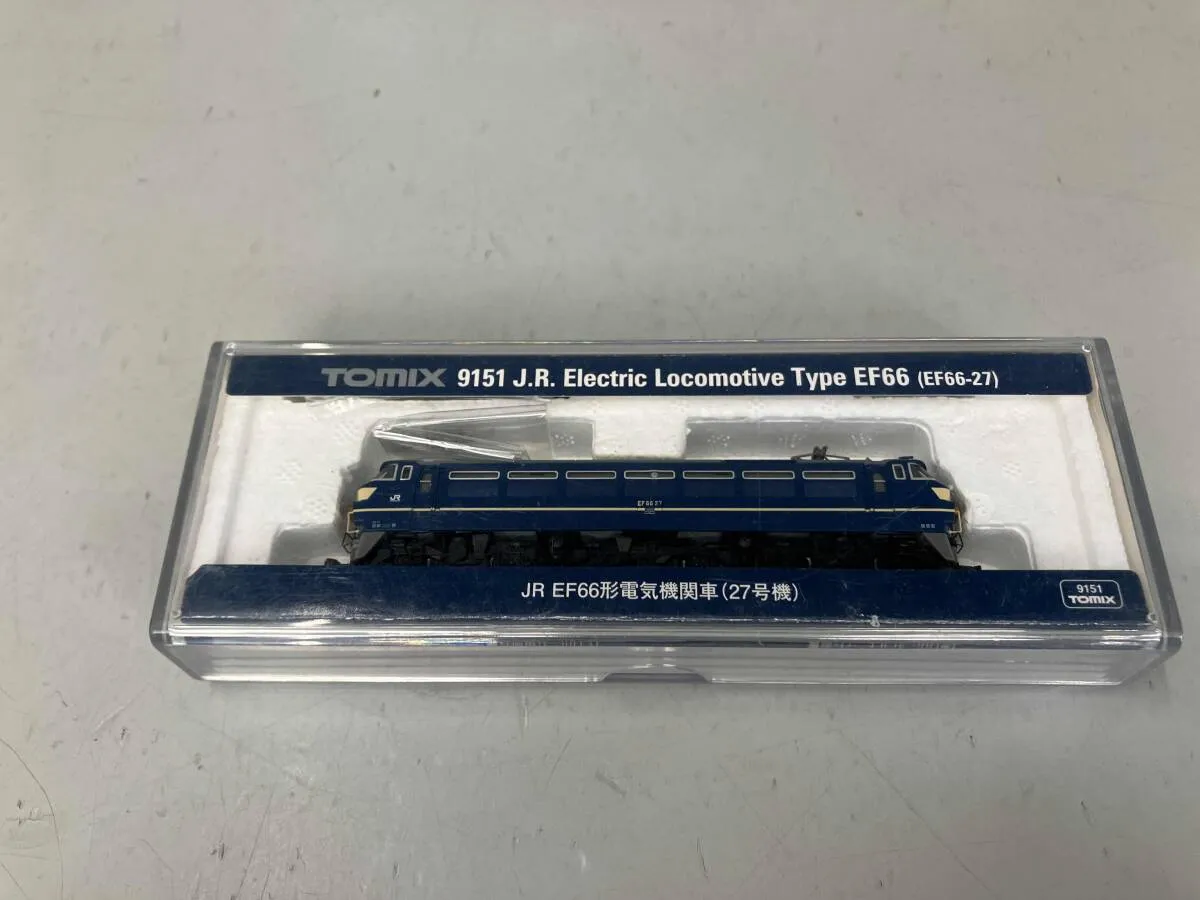 TOMIX 9151 J.R. Electric Locomotive Type EF66 (EF66-27)
JR
EF66 27
JR EF66形電気機関車(27号機)
9151
TOMIX